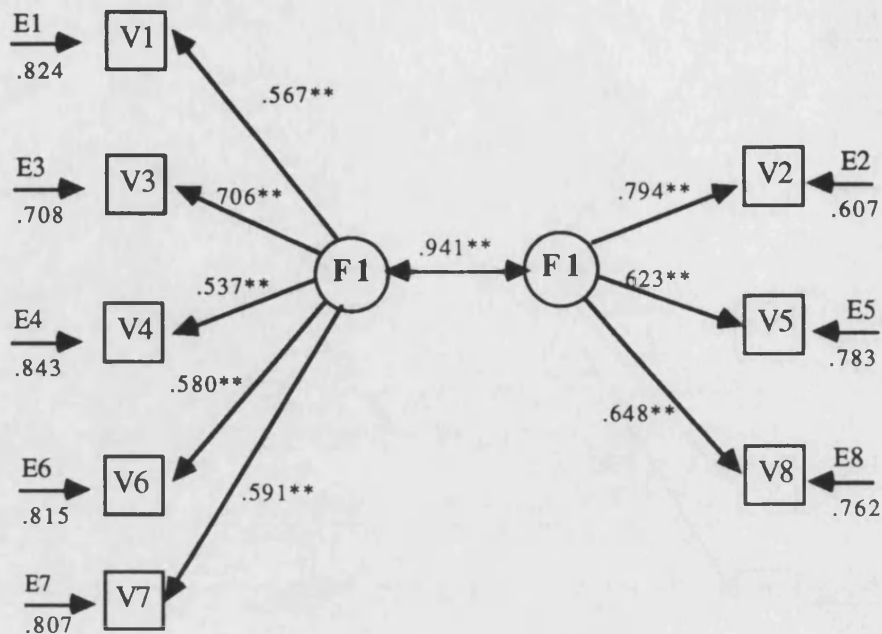 E1
.824
V1
.567**
E3
.708
V3
.706**
E4
.843
V4
.537**
E6
.815
V6
.580**
E7
.807
V7
.591**
F1
.941**
F1
.794**
V2
E2
.607
.623**
V5
E5
.783
.648**
V8
E8
.762